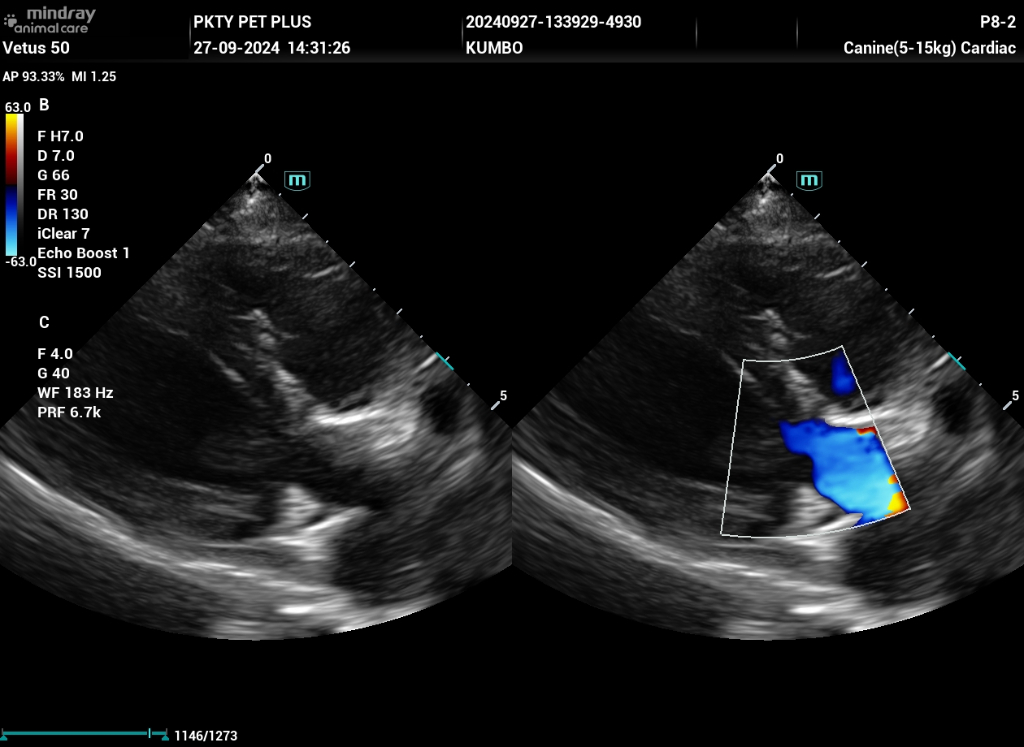 mindray
animalcare
Vetus 50
PKTY PET PLUS
27-09-2024 14:31:26
20240927-133929-4930
KUMBO
P8-2
Canine(5-15kg) Cardiac
AP 93.33% MI 1.25
63.0
B
F H7.0
D 7.0
G 66
FR 30
DR 130
iClear 7
Echo Boost 1
-63.0
SSI 1500
C
F 4.0
G 40
WF 183 Hz
PRF 6.7k
0
m
5
0
m
5
1146/1273